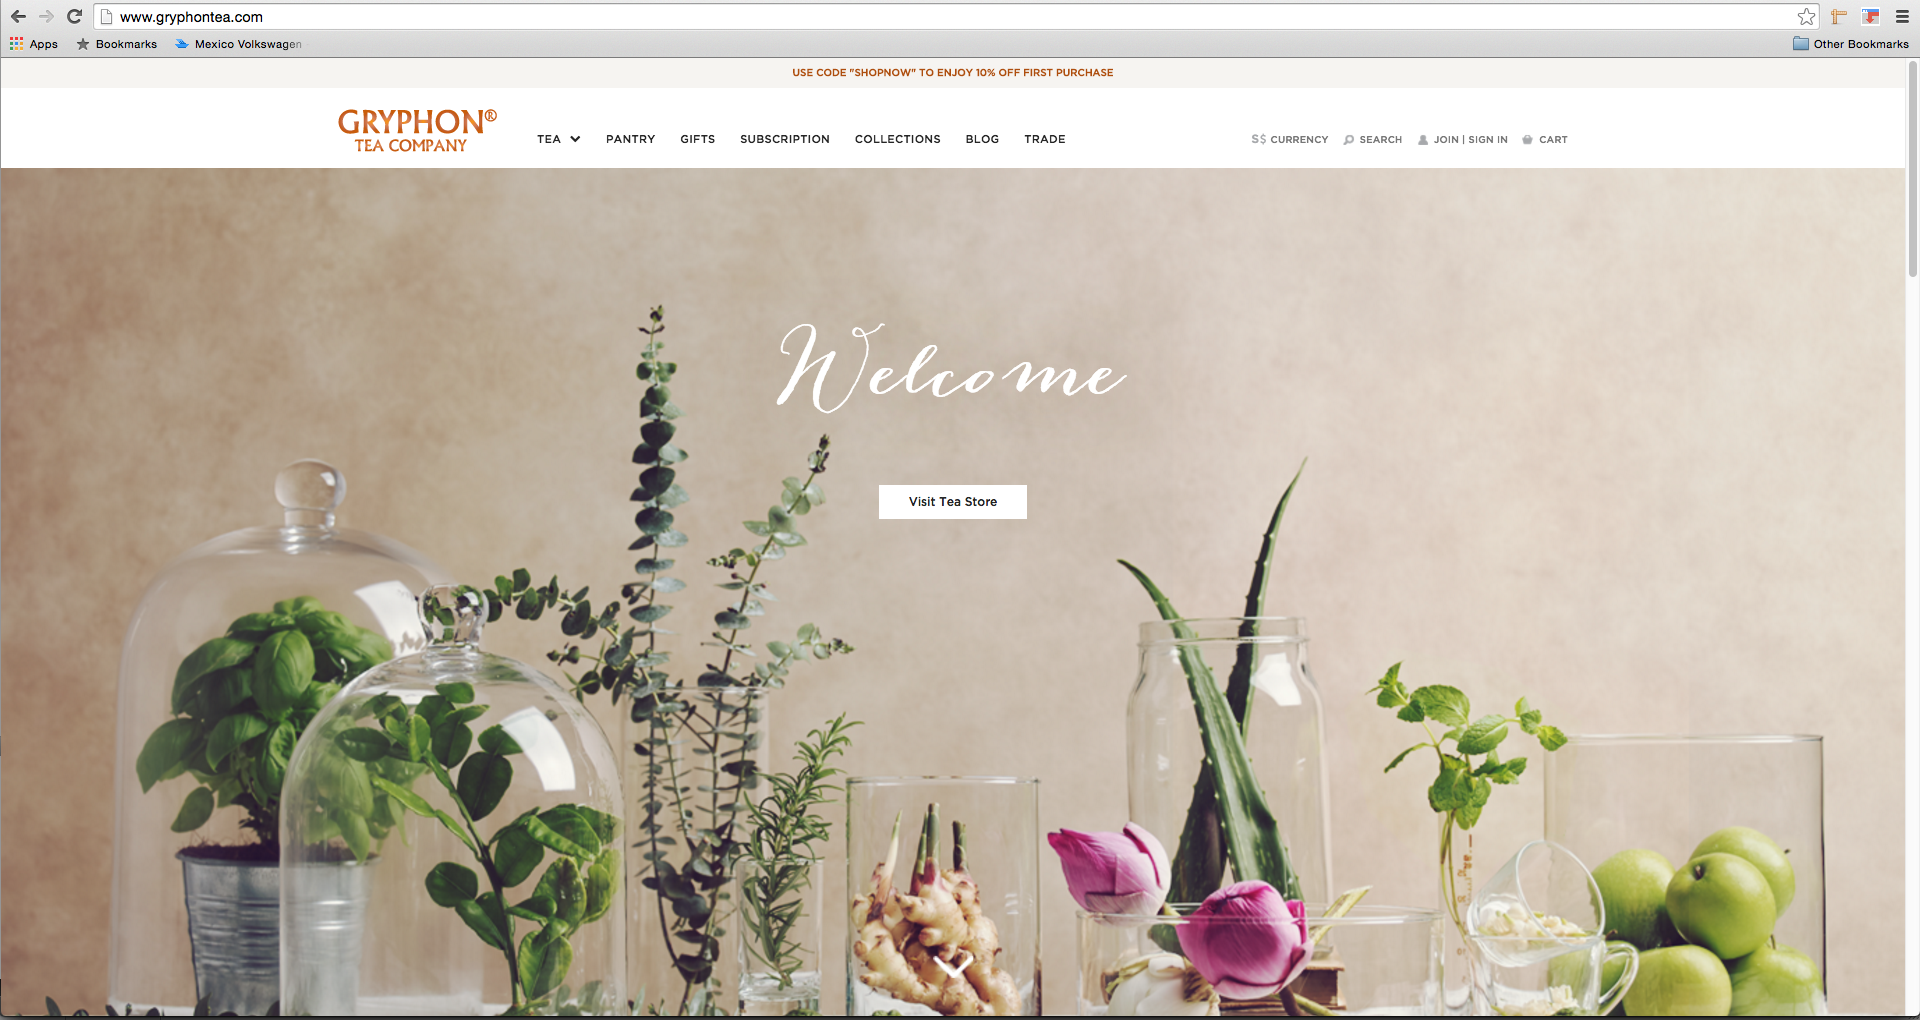 www.gryphontea.com
Apps Bookmarks Mexico Volkswagen Other Bookmarks
USE CODE "SHOPNOW" TO ENJOY 10% OFF FIRST PURCHASE
GRYPHON®
TEA COMPANY
TEA PANTRY GIFTS SUBSCRIPTION COLLECTIONS BLOG TRADE
S$ CURRENCY SEARCH JOIN | SIGN IN CART
Welcome
Visit Tea Store